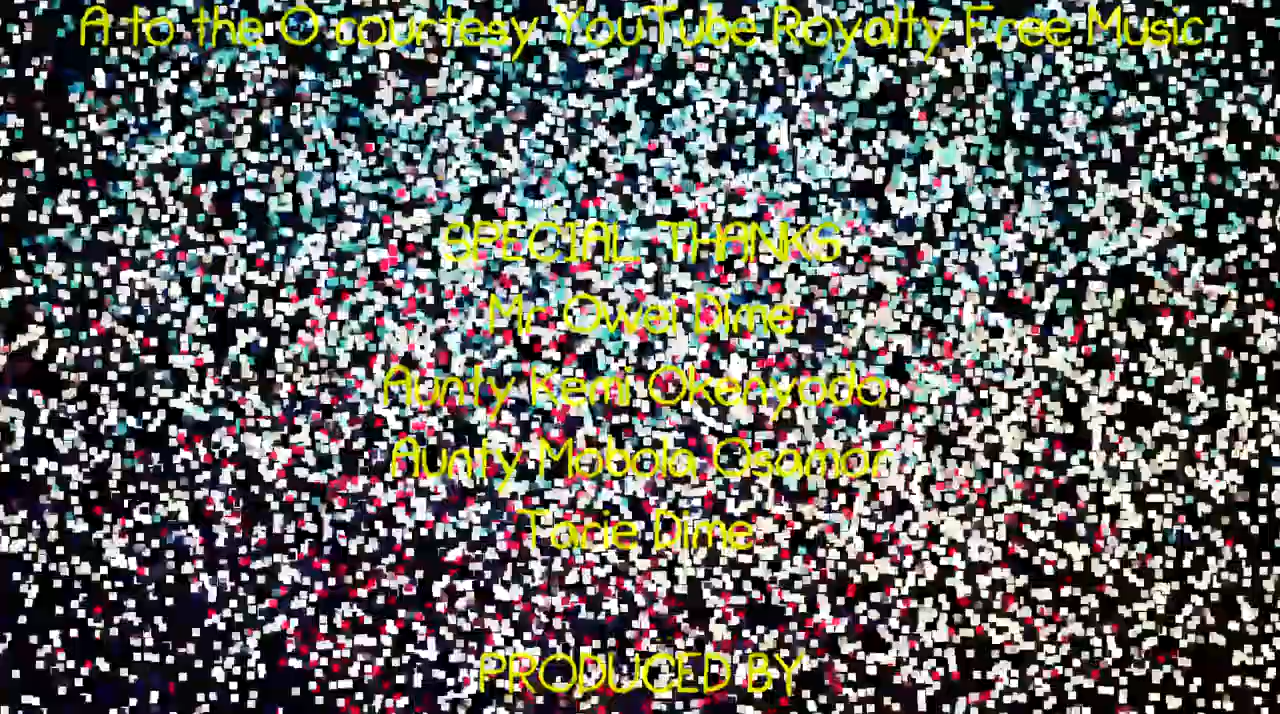 A to the O courtesy YouTube Royalty Free Music
SPECIAL THANKS
Mr Owei Dime
Aunty Kemi Okenyodo
Aunty Mobola Osamor
Tarie Dime
PRODUCED BY